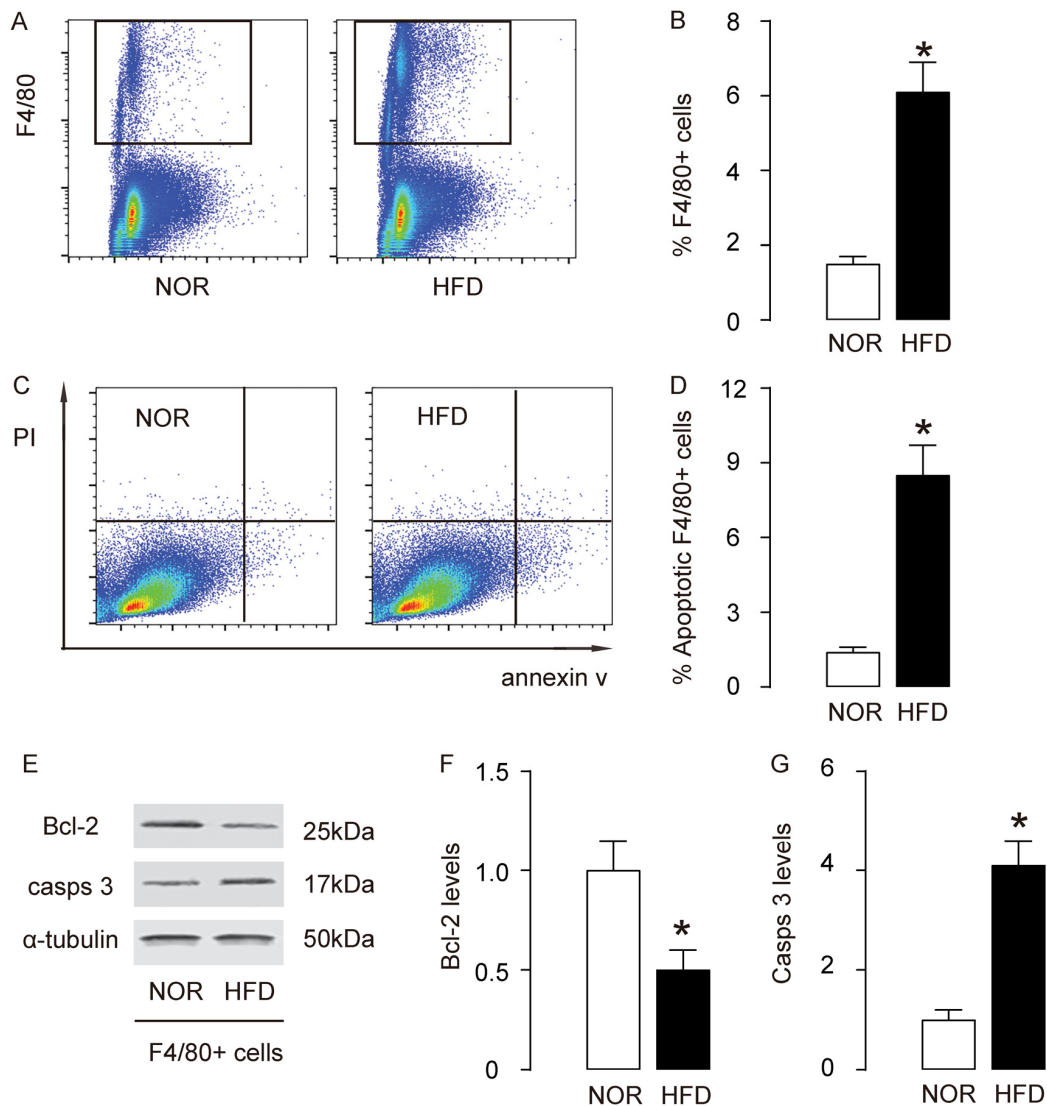 A
F4/80
NOR
HFD
B
% F4/80+ cells
8
6
4
2
0
*
NOR
HFD
C
PI
NOR
HFD
annexin v
D
% Apoptotic F4/80+ cells
12
9
6
3
0
*
NOR
HFD
E
Bcl-2
25kDa
casps 3
17kDa
α-tubulin
50kDa
NOR
HFD
F4/80+ cells
F
Bcl-2 levels
1.5
1.0
0.5
0
*
NOR
HFD
G
Casps 3 levels
6
4
2
0
*
NOR
HFD